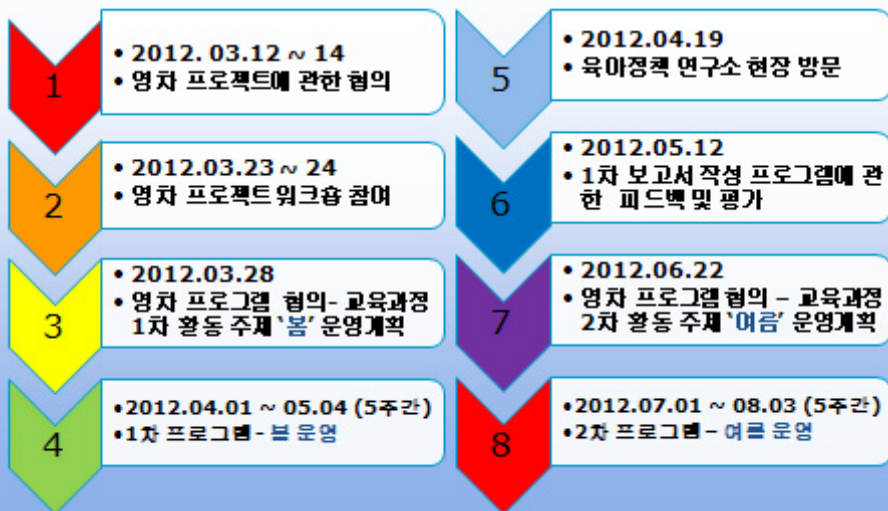 1
• 2012. 03.12 ~ 14
• 영차 프로젝트에 관한 협의
2
• 2012.03.23 ~ 24
• 영차 프로젝트 워크숍 참여
3
• 2012.03.28
• 영차 프로그램 협의- 교육과정
1차 활동 주제 '봄' 운영계획
4
•2012.04.01 ~ 05.04 (5주간)
•1차 프로그램 - 봄 운영
5
• 2012.04.19
• 육아정책 연구소 현장 방문
6
• 2012.05.12
• 1차 보고서 작성 프로그램에 관
한 피드백 및 평가
7
• 2012.06.22
• 영차 프로그램 협의 – 교육과정
2차 활동 주제 '여름' 운영계획
8
•2012.07.01 ~ 08.03 (5주간)
•2차 프로그램 – 여름 운영